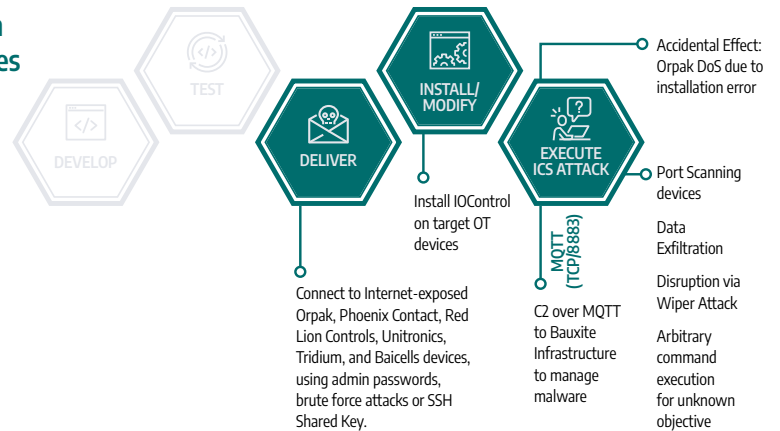 es
DEVELOP
TEST
DELIVER
INSTALL/
MODIFY
EXECUTE
ICS ATTACK
Connect to Internet-exposed
Orpak, Phoenix Contact, Red
Lion Controls, Unitronics,
Tridium, and Baicells devices,
using admin passwords,
brute force attacks or SSH
Shared Key.
Install IOControl
on target OT
devices
MQTT
(TCP/8883)
C2 over MQTT
to Bauxite
Infrastructure
to manage
malware
Accidental Effect:
Orpak DoS due to
installation error
Port Scanning
devices
Data
Exfiltration
Disruption via
Wiper Attack
Arbitrary
command
execution
for unknown
objective